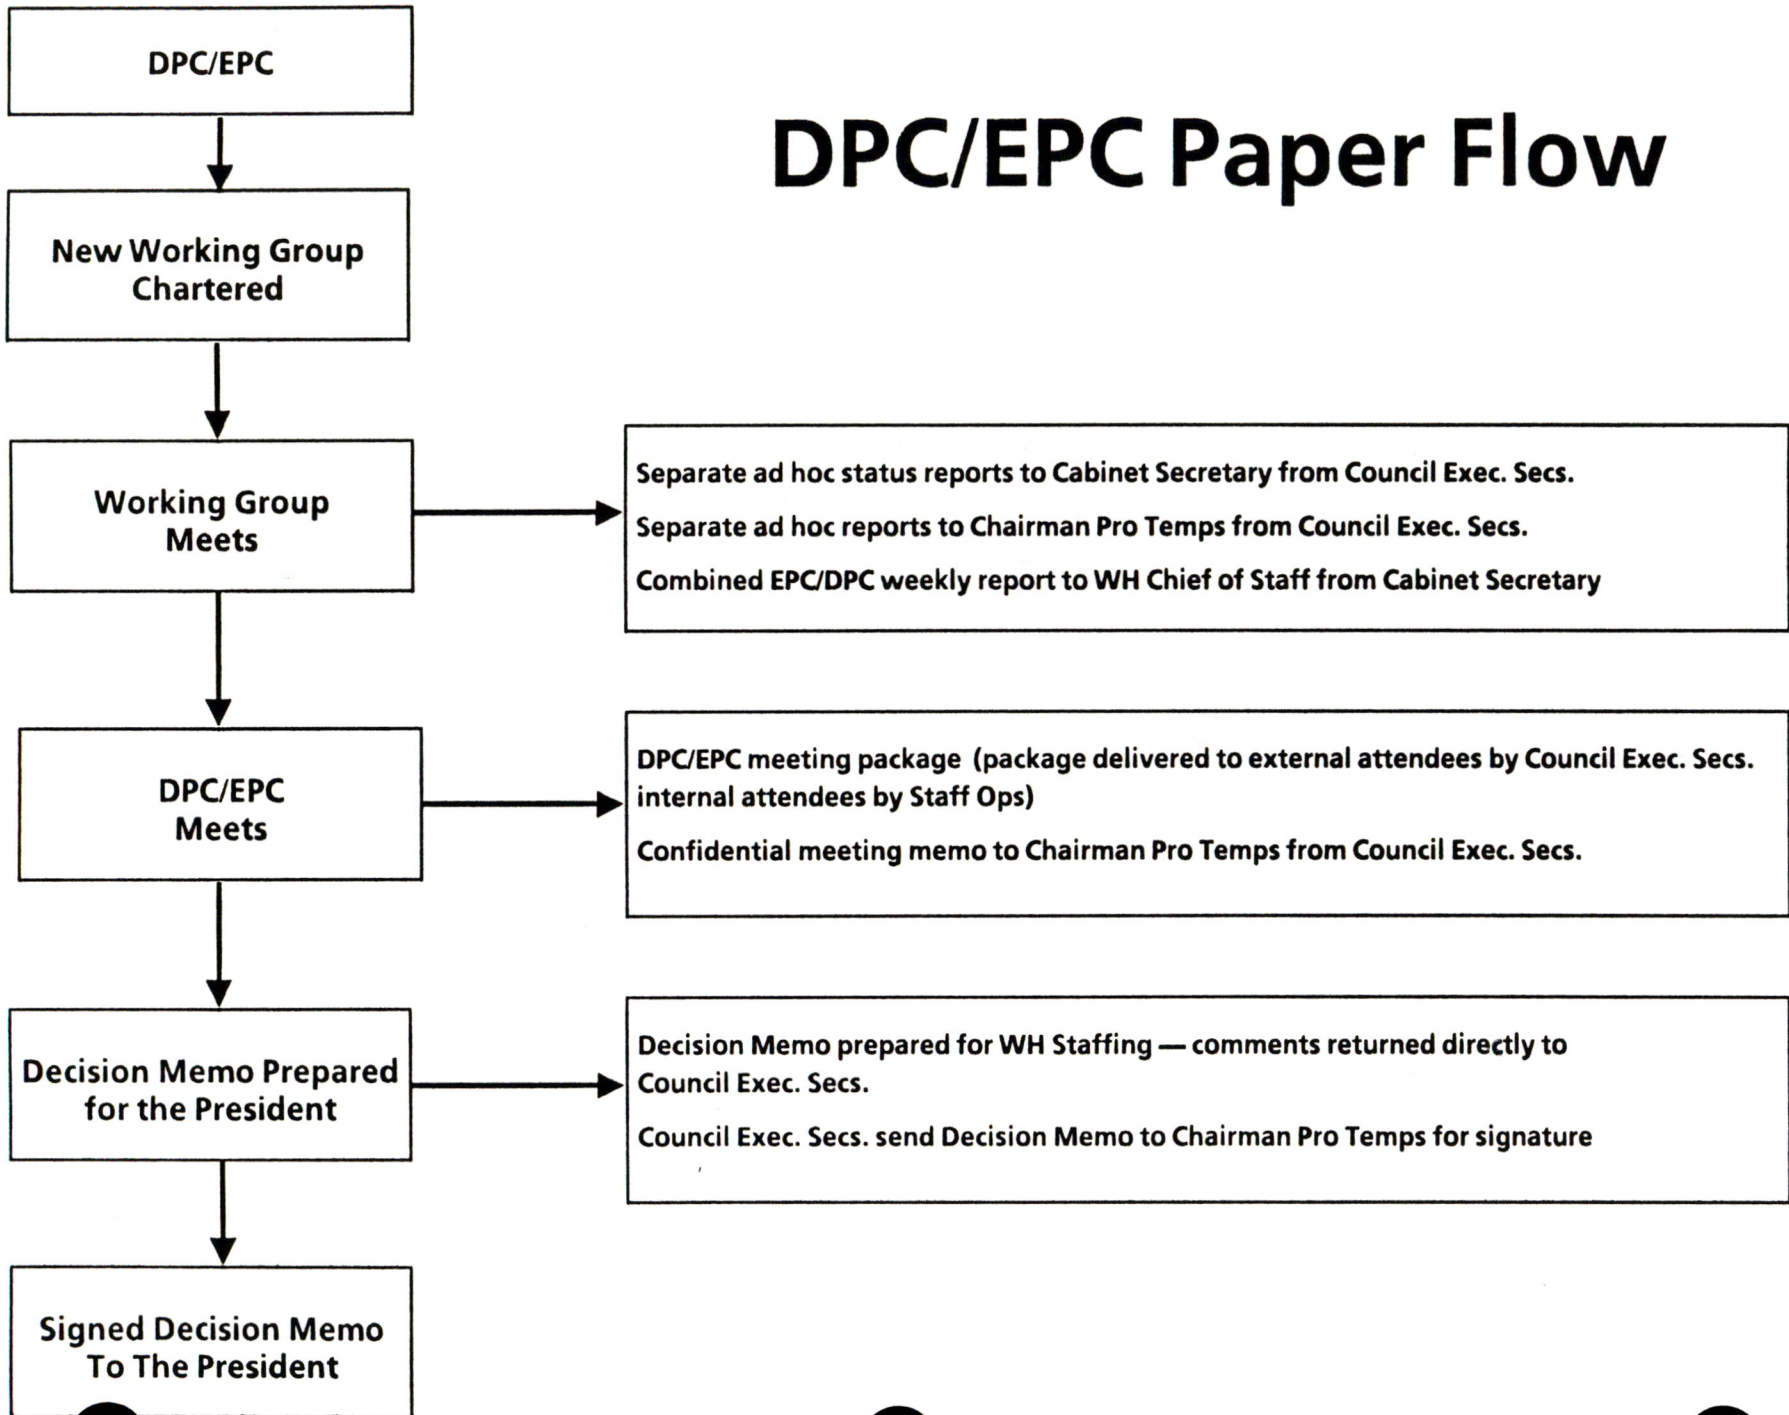 DPC/EPC Paper Flow
DPC/EPC
New Working Group
Chartered
Working Group
Meets
Separate ad hoc status reports to Cabinet Secretary from Council Exec. Secs.
Separate ad hoc reports to Chairman Pro Temps from Council Exec. Secs.
Combined EPC/DPC weekly report to WH Chief of Staff from Cabinet Secretary
DPC/EPC
Meets
DPC/EPC meeting package (package delivered to external attendees by Council Exec. Secs.
internal attendees by Staff Ops)
Confidential meeting memo to Chairman Pro Temps from Council Exec. Secs.
Decision Memo Prepared
for the President
Decision Memo prepared for WH Staffing — comments returned directly to
Council Exec. Secs.
Council Exec. Secs. send Decision Memo to Chairman Pro Temps for signature
Signed Decision Memo
To The President